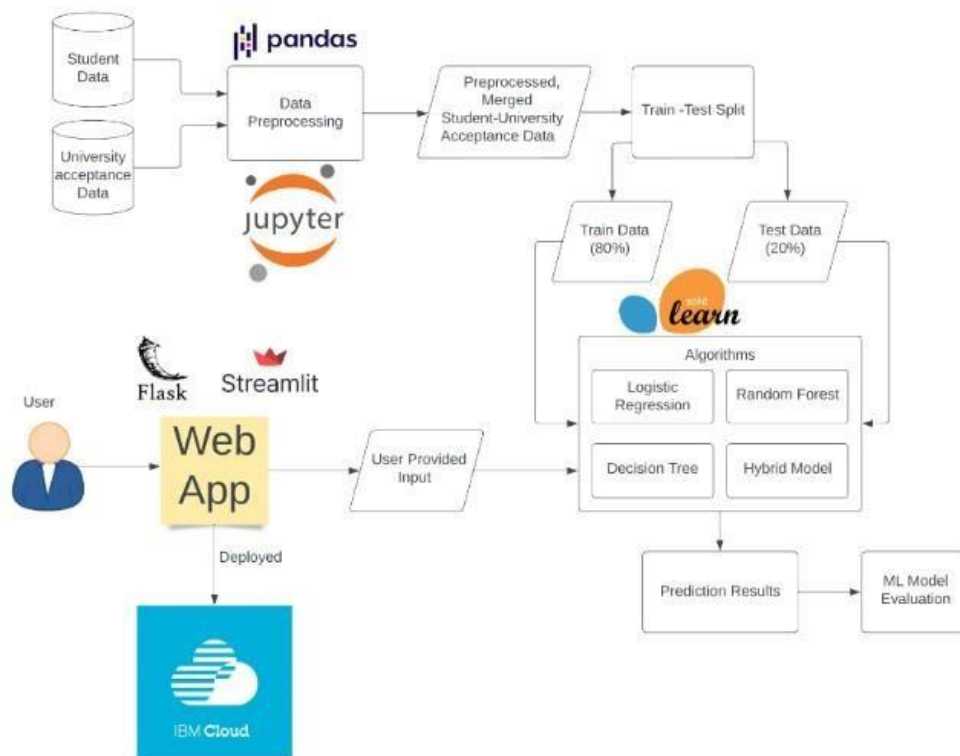 pandas
Student
Data
Data
Preprocessing
Preprocessed,
Merged
Student-University
Acceptance Data
Train -Test Split
University
acceptance
Data
Jupyter
Train Data
(80%)
Test Data
(20%)
scikit
learn
Algorithms
Logistic
Regression
Random Forest
Decision Tree
Hybrid Model
Flask
Streamlit
User
Web
App
User Provided
Input
Deployed
Prediction Results
ML Model
Evaluation
IBM Cloud